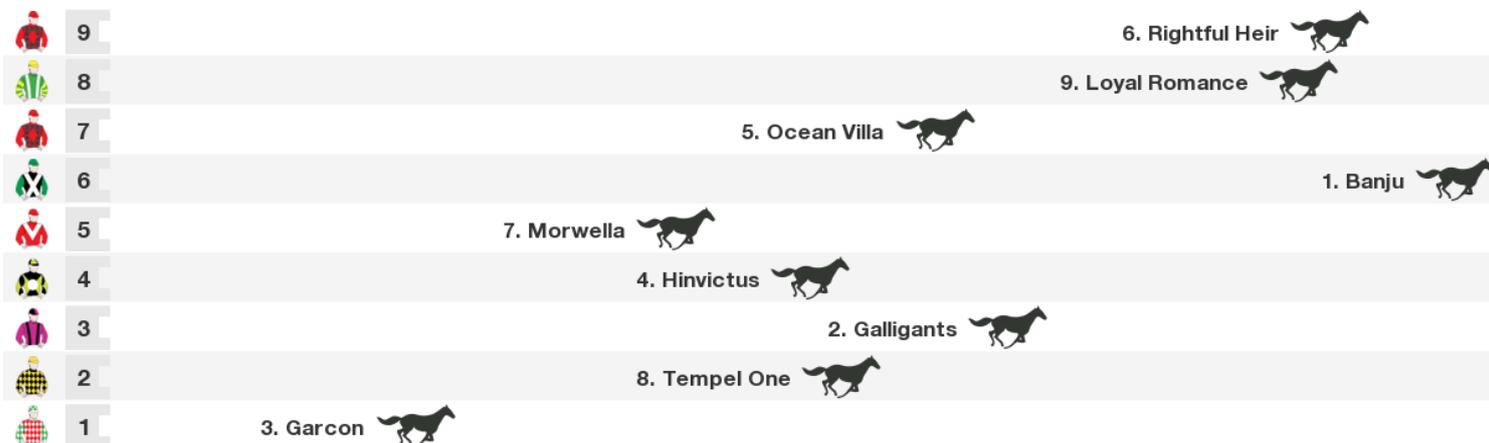 9 6. Rightful Heir
8 9. Loyal Romance
7 5. Ocean Villa
6 1. Banju
5 7. Morwella
4 4. Hinvictus
3 2. Galligants
2 8. Tempel One
1 3. Garcon